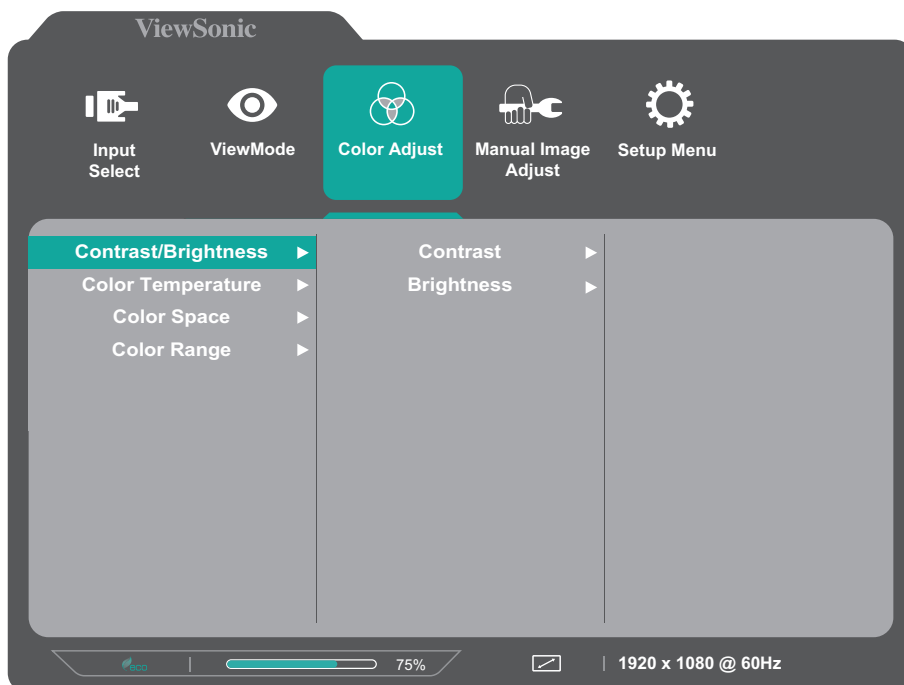 ViewSonic
Input
Select
ViewMode
Color Adjust
Manual Image
Adjust
Setup Menu
Contrast/Brightness
Color Temperature
Color Space
Color Range
Contrast
Brightness
eco
75%
1920 x 1080 @ 60Hz